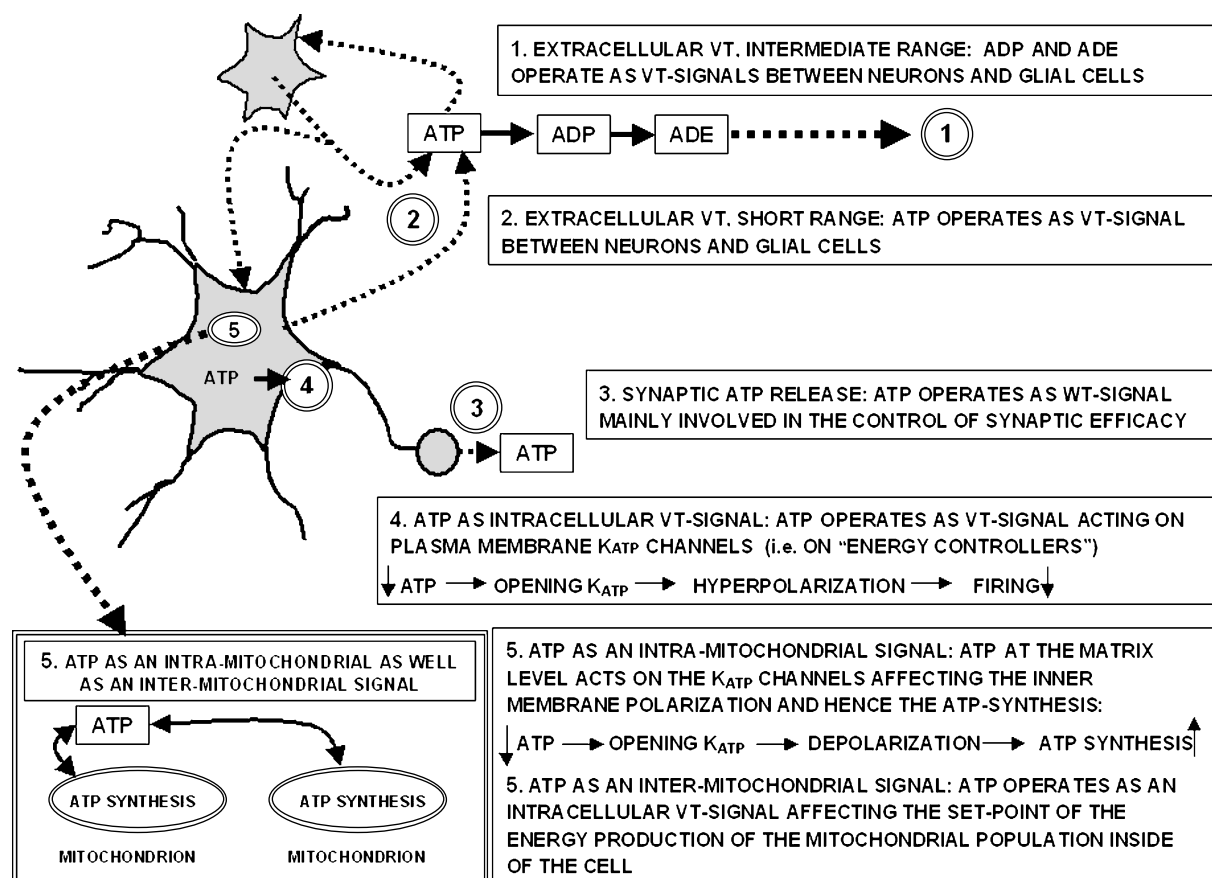 1. EXTRACELLULAR VT, INTERMEDIATE RANGE: ADP AND ADE
OPERATE AS VT-SIGNALS BETWEEN NEURONS AND GLIAL CELLS
ATP
ADP
ADE
1
2
2. EXTRACELLULAR VT, SHORT RANGE: ATP OPERATES AS VT-SIGNAL
BETWEEN NEURONS AND GLIAL CELLS
5
ATP
4
3
ATP
3. SYNAPTIC ATP RELEASE: ATP OPERATES AS WT-SIGNAL
MAINLY INVOLVED IN THE CONTROL OF SYNAPTIC EFFICACY
4. ATP AS INTRACELLULAR VT-SIGNAL: ATP OPERATES AS VT-SIGNAL ACTING ON
PLASMA MEMBRANE KATP CHANNELS (i.e. ON “ENERGY CONTROLLERS”)
↓ ATP → OPENING KATP → HYPERPOLARIZATION → FIRING ↓
5. ATP AS AN INTRA-MITOCHONDRIAL AS WELL
AS AN INTER-MITOCHONDRIAL SIGNAL
ATP
ATP SYNTHESIS
ATP SYNTHESIS
MITOCHONDRION
MITOCHONDRION
5. ATP AS AN INTRA-MITOCHONDRIAL SIGNAL: ATP AT THE MATRIX
LEVEL ACTS ON THE KATP CHANNELS AFFECTING THE INNER
MEMBRANE POLARIZATION AND HENCE THE ATP-SYNTHESIS:
↓ ATP → OPENING KATP → DEPOLARIZATION → ATP SYNTHESIS ↑
5. ATP AS AN INTER-MITOCHONDRIAL SIGNAL: ATP OPERATES AS AN
INTRACELLULAR VT-SIGNAL AFFECTING THE SET-POINT OF THE
ENERGY PRODUCTION OF THE MITOCHONDRIAL POPULATION INSIDE
OF THE CELL